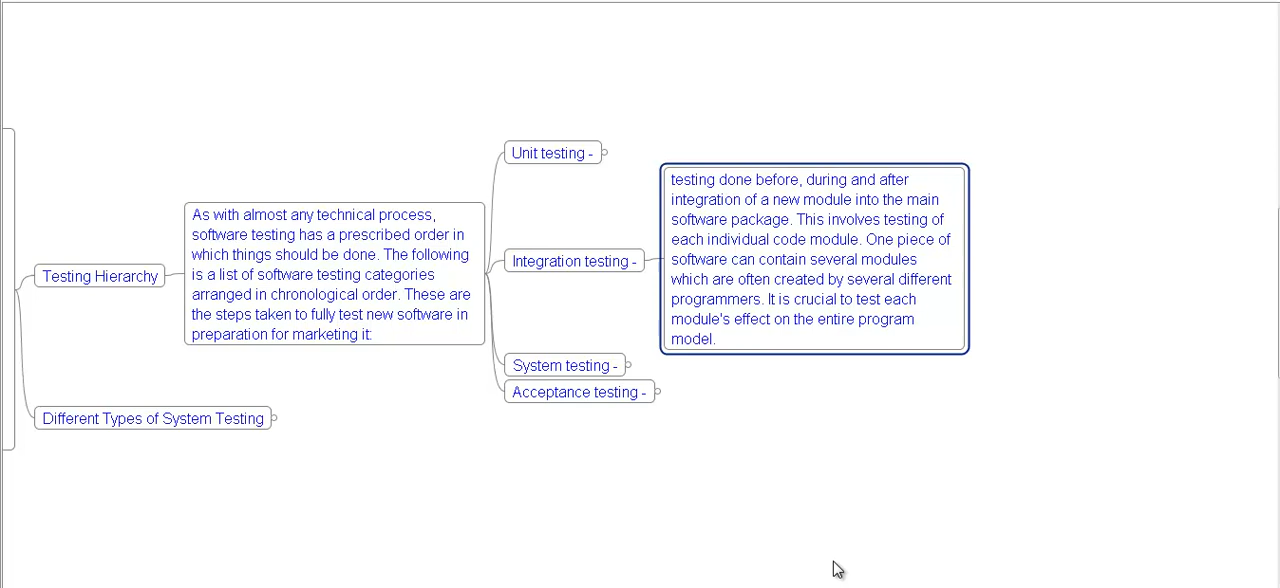 Testing Hierarchy
As with almost any technical process,
software testing has a prescribed order in
which things should be done. The following
is a list of software testing categories
arranged in chronological order. These are
the steps taken to fully test new software in
preparation for marketing it:
Unit testing -
Integration testing -
testing done before, during and after
integration of a new module into the main
software package. This involves testing of
each individual code module. One piece of
software can contain several modules
which are often created by several different
programmers. It is crucial to test each
module's effect on the entire program
model.
System testing -
Acceptance testing -
Different Types of System Testing